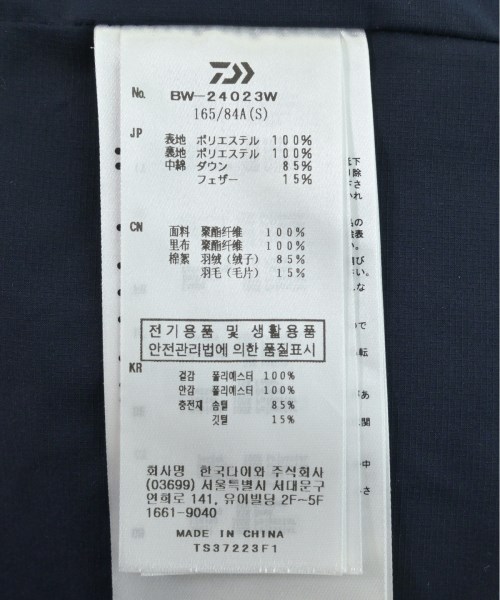 No. BW-24023W
165/84A(S)
JP
表地 ポリエステル 100%
裏地 ポリエステル 100%
中綿 ダウン 85%
フェザー 15%
CN
面料 聚酯纤维 100%
里布 聚酯纤维 100%
棉絮 羽绒(绒子) 85%
羽毛(毛片) 15%
전기용품 및 생활용품
안전관리법에 의한 품질표시
KR
겉감 폴리에스터 100%
안감 폴리에스터 100%
충전재 솜털 85%
깃털 15%
회사명 한국다이와 주식회사
(03699) 서울특별시 서대문구
연희로 141, 유이빌딩 2F~5F
1661-9040
MADE IN CHINA
TS37223F1